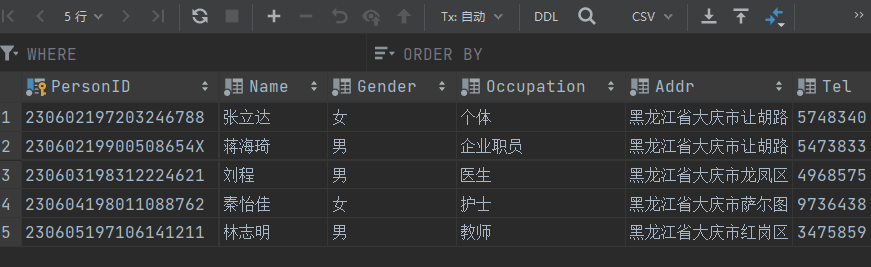 5 行 Tx: 自动 DDL CSV »
WHERE ORDER BY
PersonID Name Gender Occupation Addr Tel
1 230602197203246788 张立达 女 个体 黑龙江省大庆市让胡路 5748340
2 23060219900508654X 蒋海琦 男 企业职员 黑龙江省大庆市让胡路 5473833
3 230603198312224621 刘程 男 医生 黑龙江省大庆市龙凤区 4968575
4 230604198011088762 秦怡佳 女 护士 黑龙江省大庆市萨尔图 9736438
5 230605197106141211 林志明 男 教师 黑龙江省大庆市红岗区 3475859